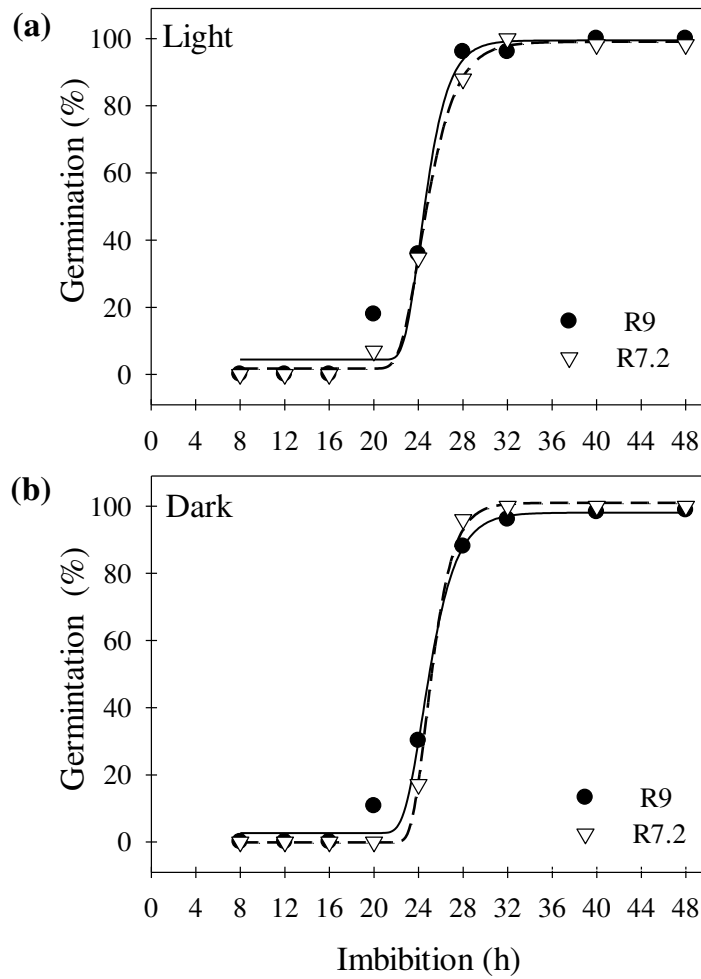 (a)
Light
Germination (%)
100
80
60
40
20
0
R9
R7.2
0 4 8 12 16 20 24 28 32 36 40 44 48
(b)
Dark
Germintation (%)
100
80
60
40
20
0
R9
R7.2
0 4 8 12 16 20 24 28 32 36 40 44 48
Imbibition (h)